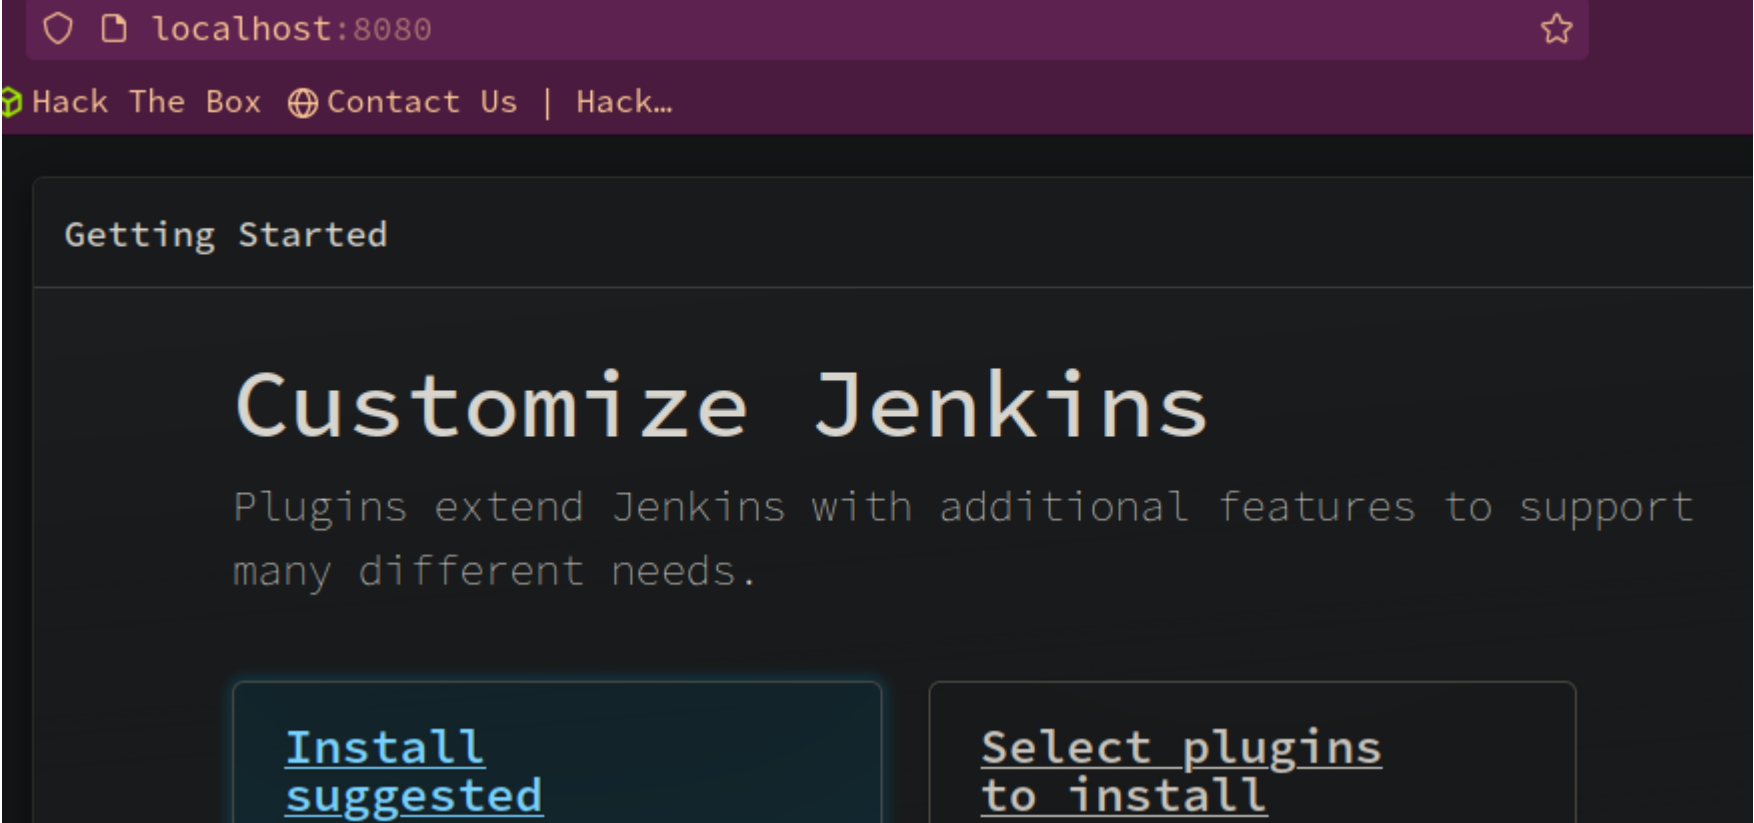 localhost:8080
Hack The Box Contact Us | Hack…
Getting Started
Customize Jenkins
Plugins extend Jenkins with additional features to support
many different needs.
Install Select plugins
suggested to install